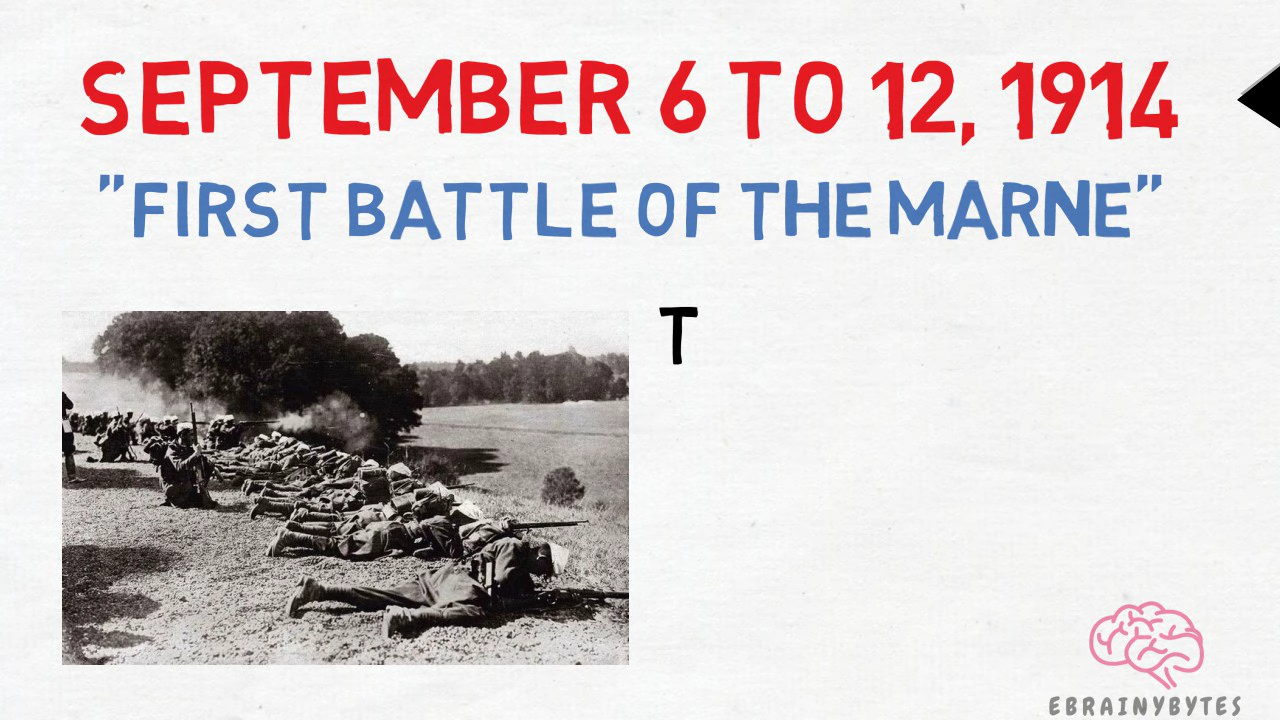 SEPTEMBER 6 TO 12, 1914
"FIRST BATTLE OF THE MARNE"
T
EBRAINYBYTES